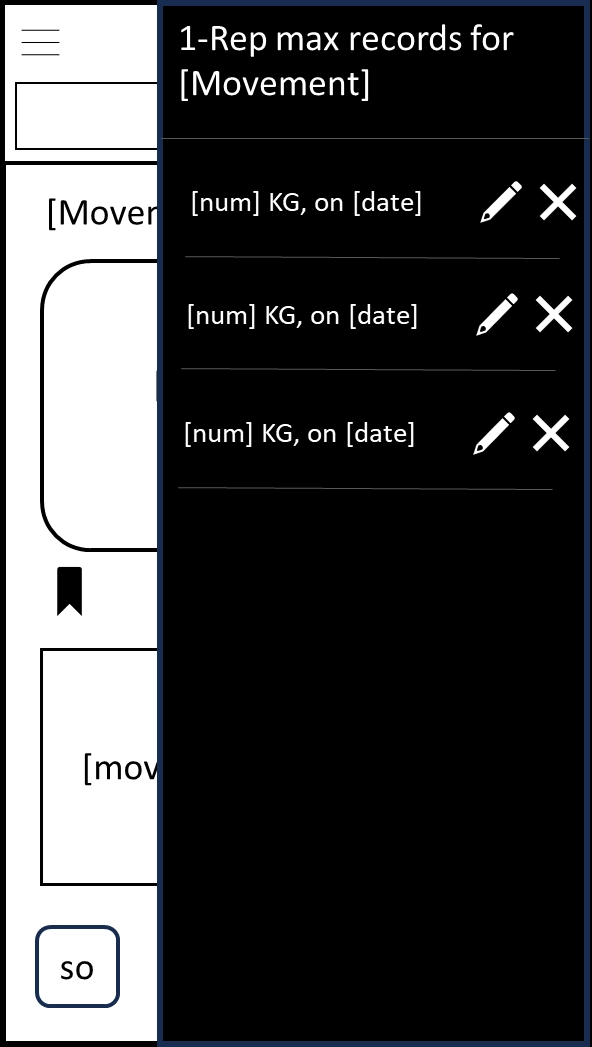 1-Rep max records for
[Movement]
[num] KG, on [date]
[num] KG, on [date]
[num] KG, on [date]
[Mover
[mov
so